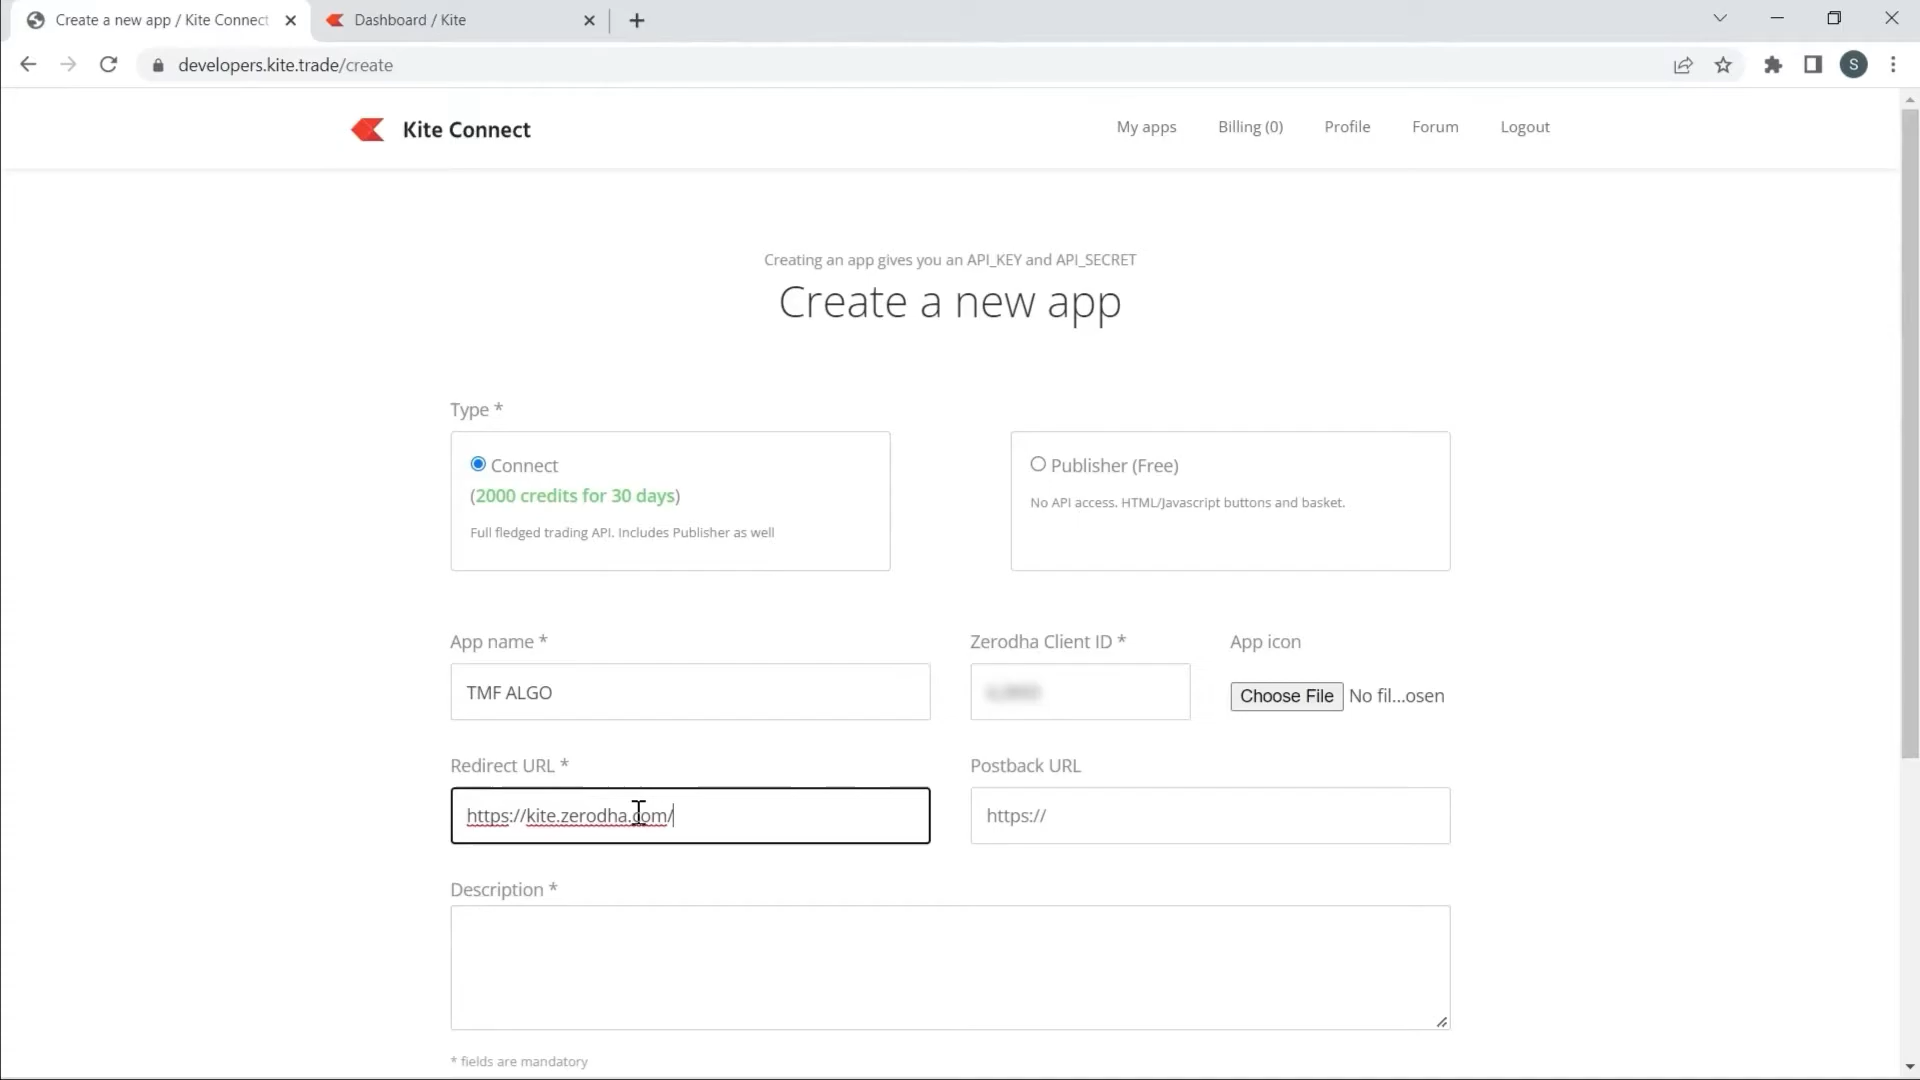 Create a new app / Kite Connect
Dashboard / Kite
developers.kite.trade/create
S
Kite Connect
My apps
Billing (0)
Profile
Forum
Logout
Creating an app gives you an API_KEY and API_SECRET
Create a new app
Type *
Connect
(2000 credits for 30 days)
Full fledged trading API. Includes Publisher as well
Publisher (Free)
No API access. HTML/Javascript buttons and basket.
App name *
Zerodha Client ID *
App icon
TMF ALGO
Choose File No fil...osen
Redirect URL *
Postback URL
https://kite.zerodha.com/
https://
Description *
* fields are mandatory